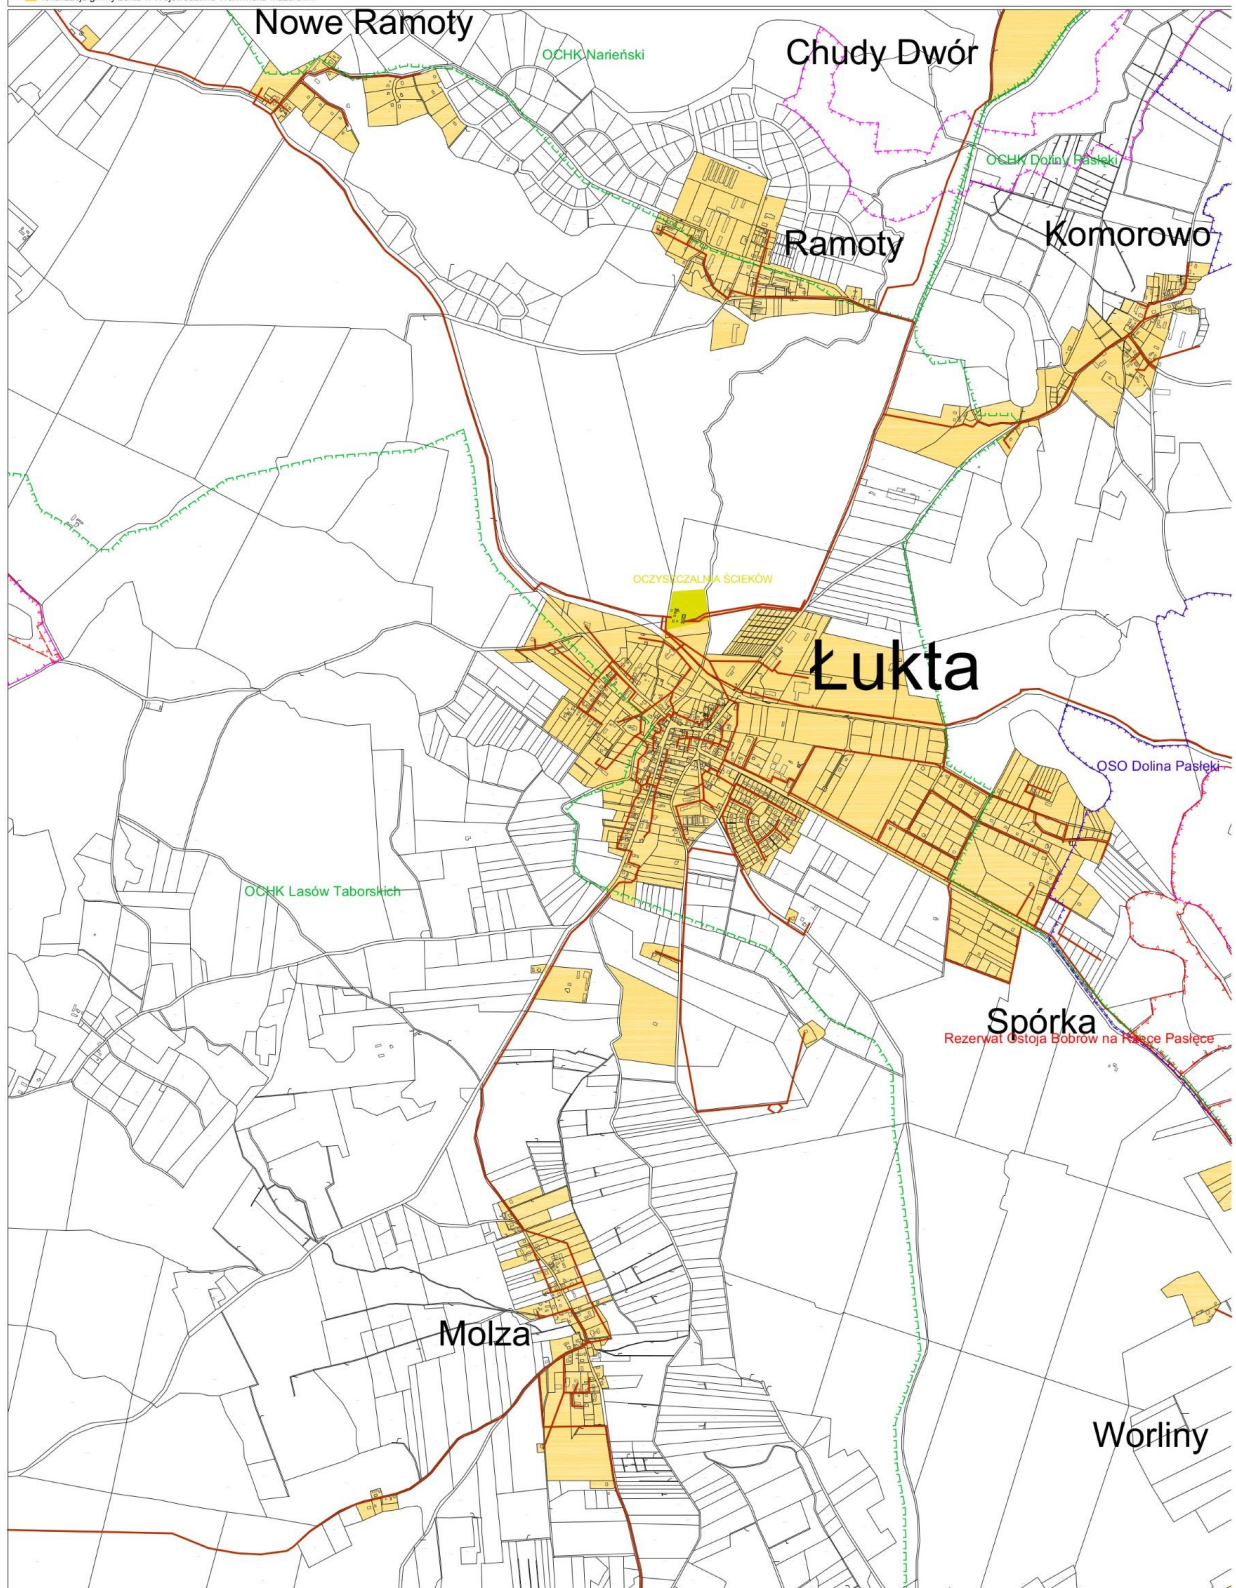 Nowe Ramoty
OCHK Narieński
Chudy Dwór
OCHK Doliny Pasłęki
Ramoty
Komorowo
OCZYSZCZALNIA ŚCIEKÓW
Łukta
OSO Dolina Pasłęki
OCHK Lasów Taborskich
Spórka
Rezerwat Ostoja Bobrów na Rzece Pasłęce
Molza
Worliny